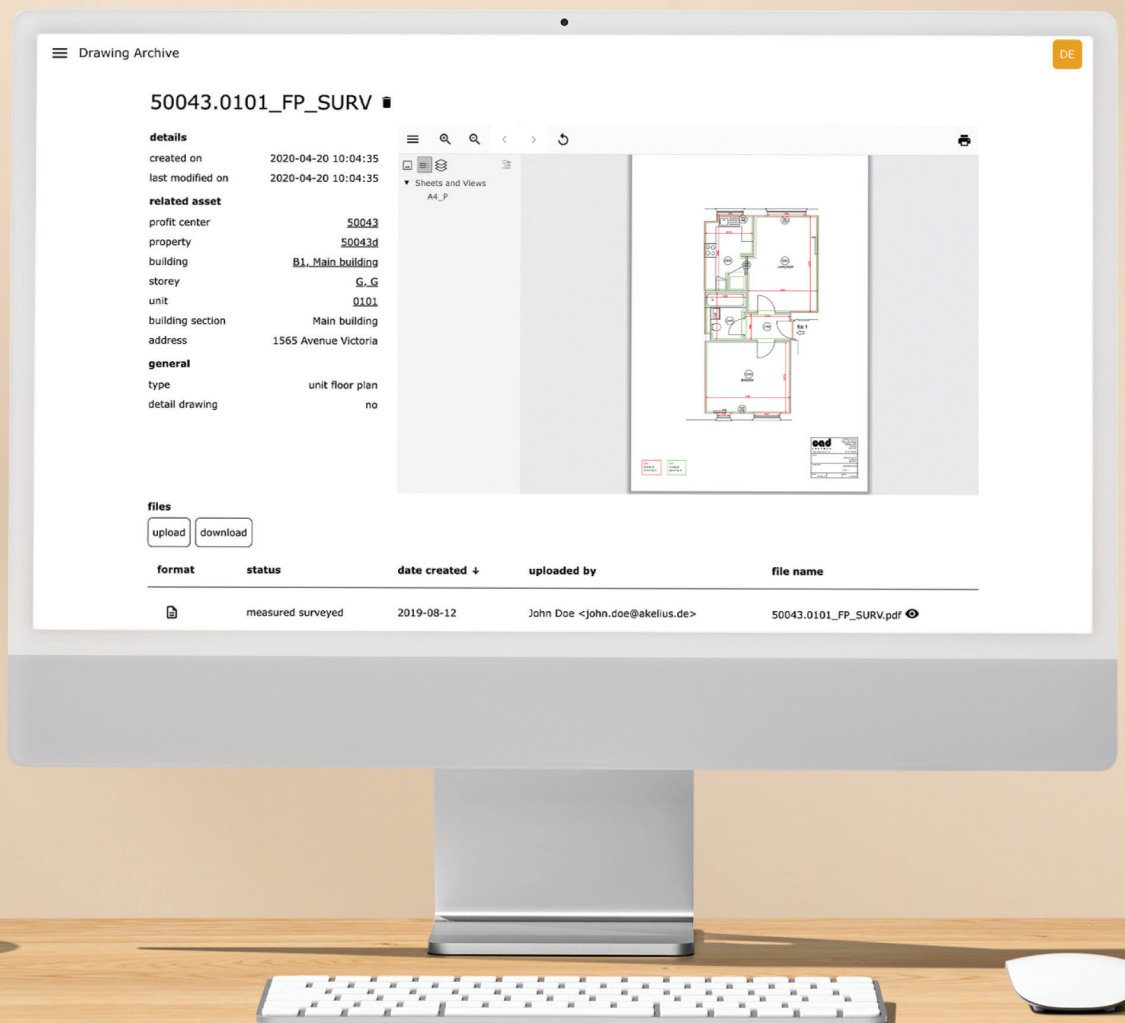 Drawing Archive
DE
50043.0101_FP_SURV
details
created on 2020-04-20 10:04:35
last modified on 2020-04-20 10:04:35
related asset
profit center 50043
property 50043d
building B1, Main building
storey G, G
unit 0101
building section Main building
address 1565 Avenue Victoria
general
type unit floor plan
detail drawing no
Sheets and Views
A4_P
cad
files
upload download
format status date created ↓ uploaded by file name
measured surveyed 2019-08-12 John Doe <john.doe@akelius.de> 50043.0101_FP_SURV.pdf